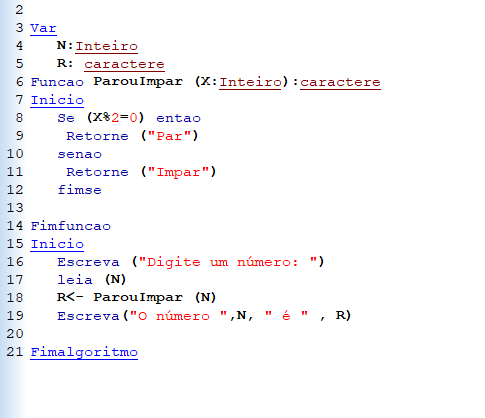 2
3 Var
4 N:Inteiro
5 R: caractere
6 Funcao ParouImpar (X:Inteiro):caractere
7 Inicio
8 Se (X%2=0) entao
9 Retorne ("Par")
10 senao
11 Retorne ("Impar")
12 fimse
13
14 Fimfuncao
15 Inicio
16 Escreva ("Digite um número: ")
17 leia (N)
18 R<- ParouImpar (N)
19 Escreva("O número ",N, " é " , R)
20
21 Fimalgoritmo